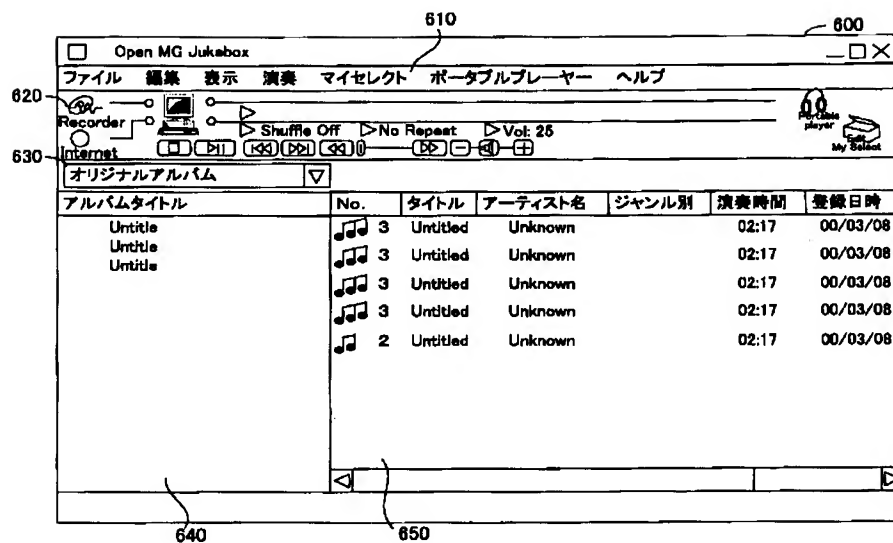 610
600
Open MG Jukebox
ファイル 編集 表示 演奏 マイセレクト ポータブルプレーヤー ヘルプ
620
Recorder
Portable player
Shuffle Off No Repeat Vol: 25
Internet
Edit My Select
630
オリジナルアルバム
アルバムタイトル No. タイトル アーティスト名 ジャンル別 演奏時間 登録日時
Untitle 3 Untitled Unknown 02:17 00/03/08
Untitle 3 Untitled Unknown 02:17 00/03/08
Untitle 3 Untitled Unknown 02:17 00/03/08
3 Untitled Unknown 02:17 00/03/08
2 Untitled Unknown 02:17 00/03/08
640
650